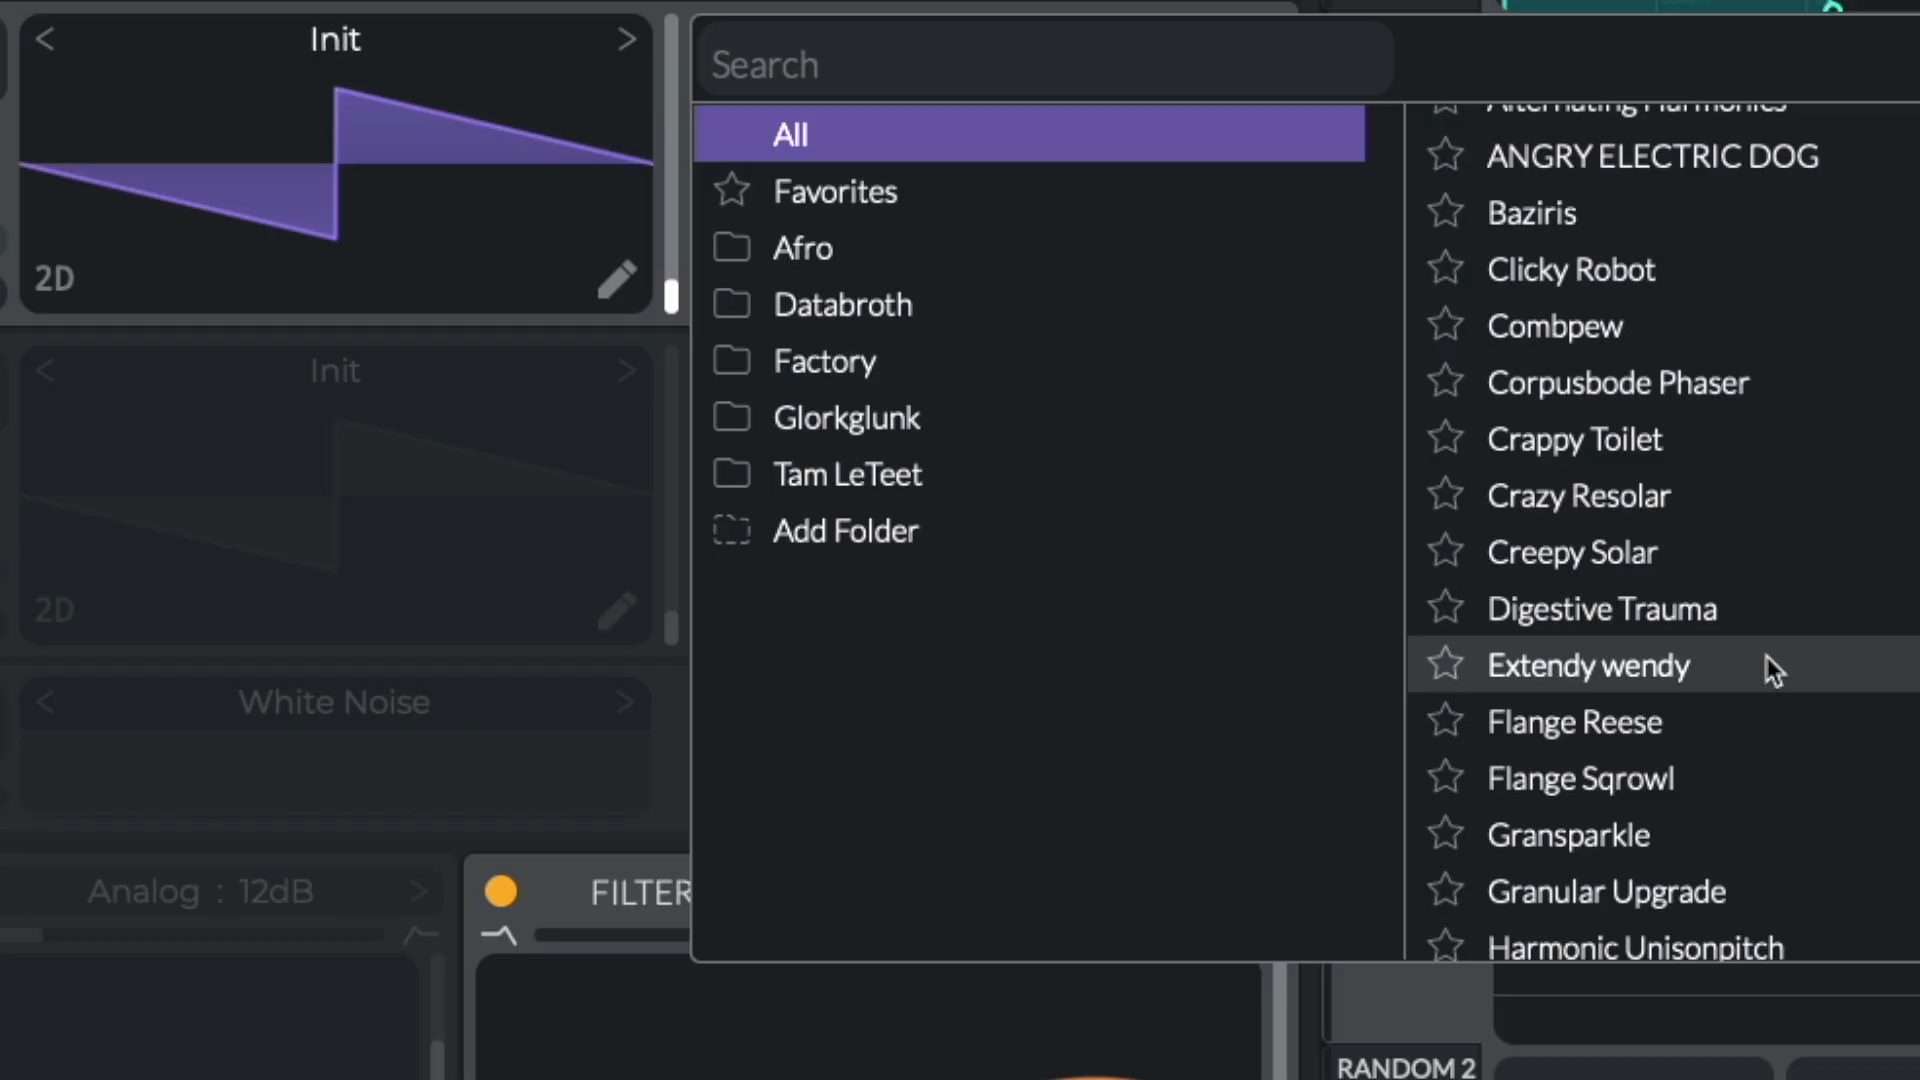 Init
2D
Init
2D
White Noise
Analog : 12dB
FILTER
Search
All
Favorites
Afro
Databroth
Factory
Glorkglunk
Tam LeTeet
Add Folder
Alternating Harmonics
ANGRY ELECTRIC DOG
Baziris
Clicky Robot
Combpew
Corpusbode Phaser
Crappy Toilet
Crazy Resolar
Creepy Solar
Digestive Trauma
Extendy wendy
Flange Reese
Flange Sqrowl
Gransparkle
Granular Upgrade
Harmonic Unisonpitch
RANDOM 2